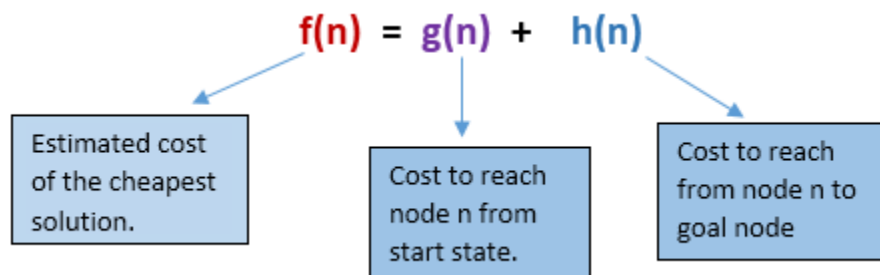 f(n) = g(n) + h(n)
Estimated cost
of the cheapest
solution.
Cost to reach
node n from
start state.
Cost to reach
from node n to
goal node